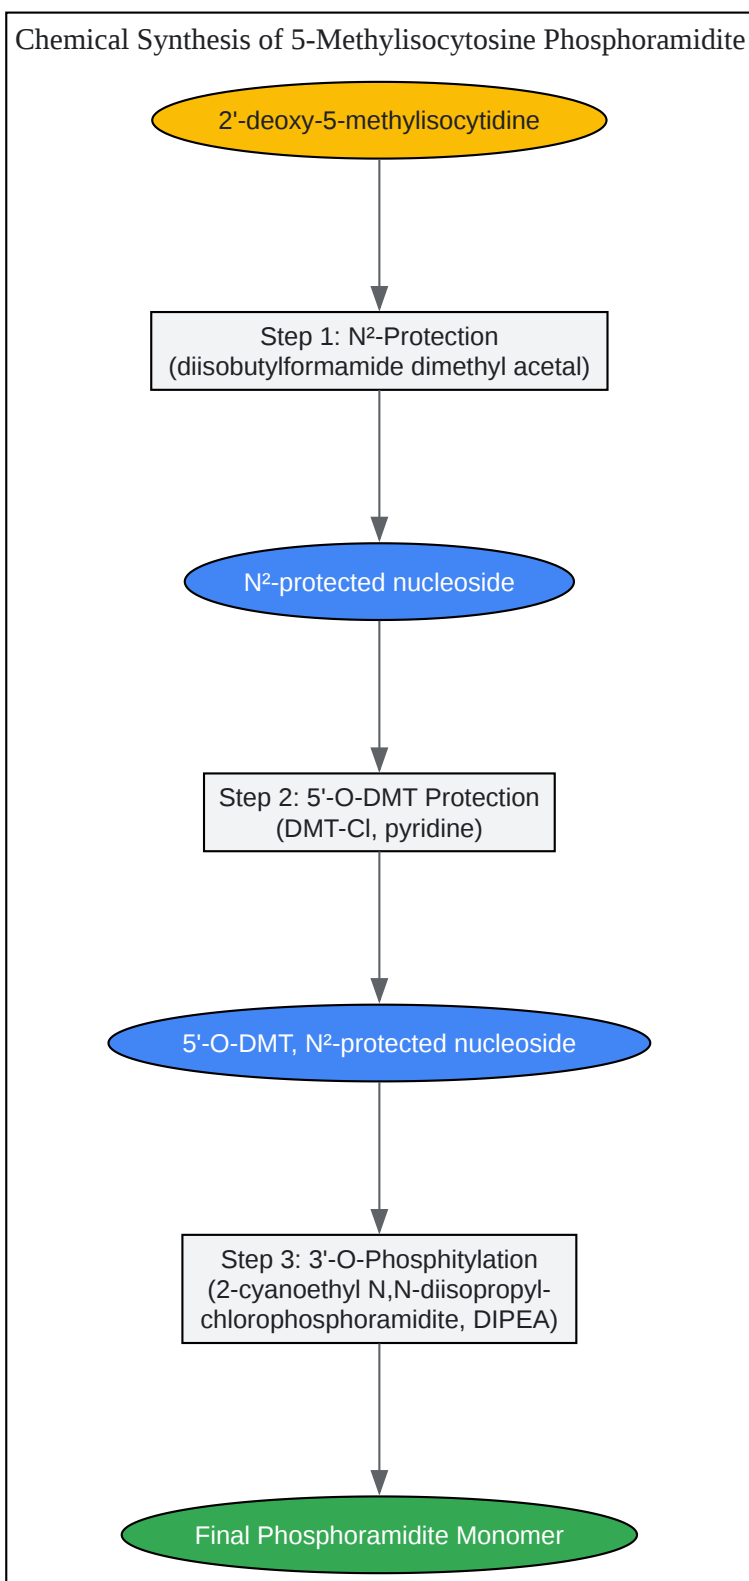 Chemical Synthesis of 5-Methylisocytosine Phosphoramidite
2'-deoxy-5-methylisocytidine
Step 1: N²-Protection
(diisobutylformamide dimethyl acetal)
N²-protected nucleoside
Step 2: 5'-O-DMT Protection
(DMT-Cl, pyridine)
5'-O-DMT, N²-protected nucleoside
Step 3: 3'-O-Phosphitylation
(2-cyanoethyl N,N-diisopropyl-
chlorophosphoramidite, DIPEA)
Final Phosphoramidite Monomer